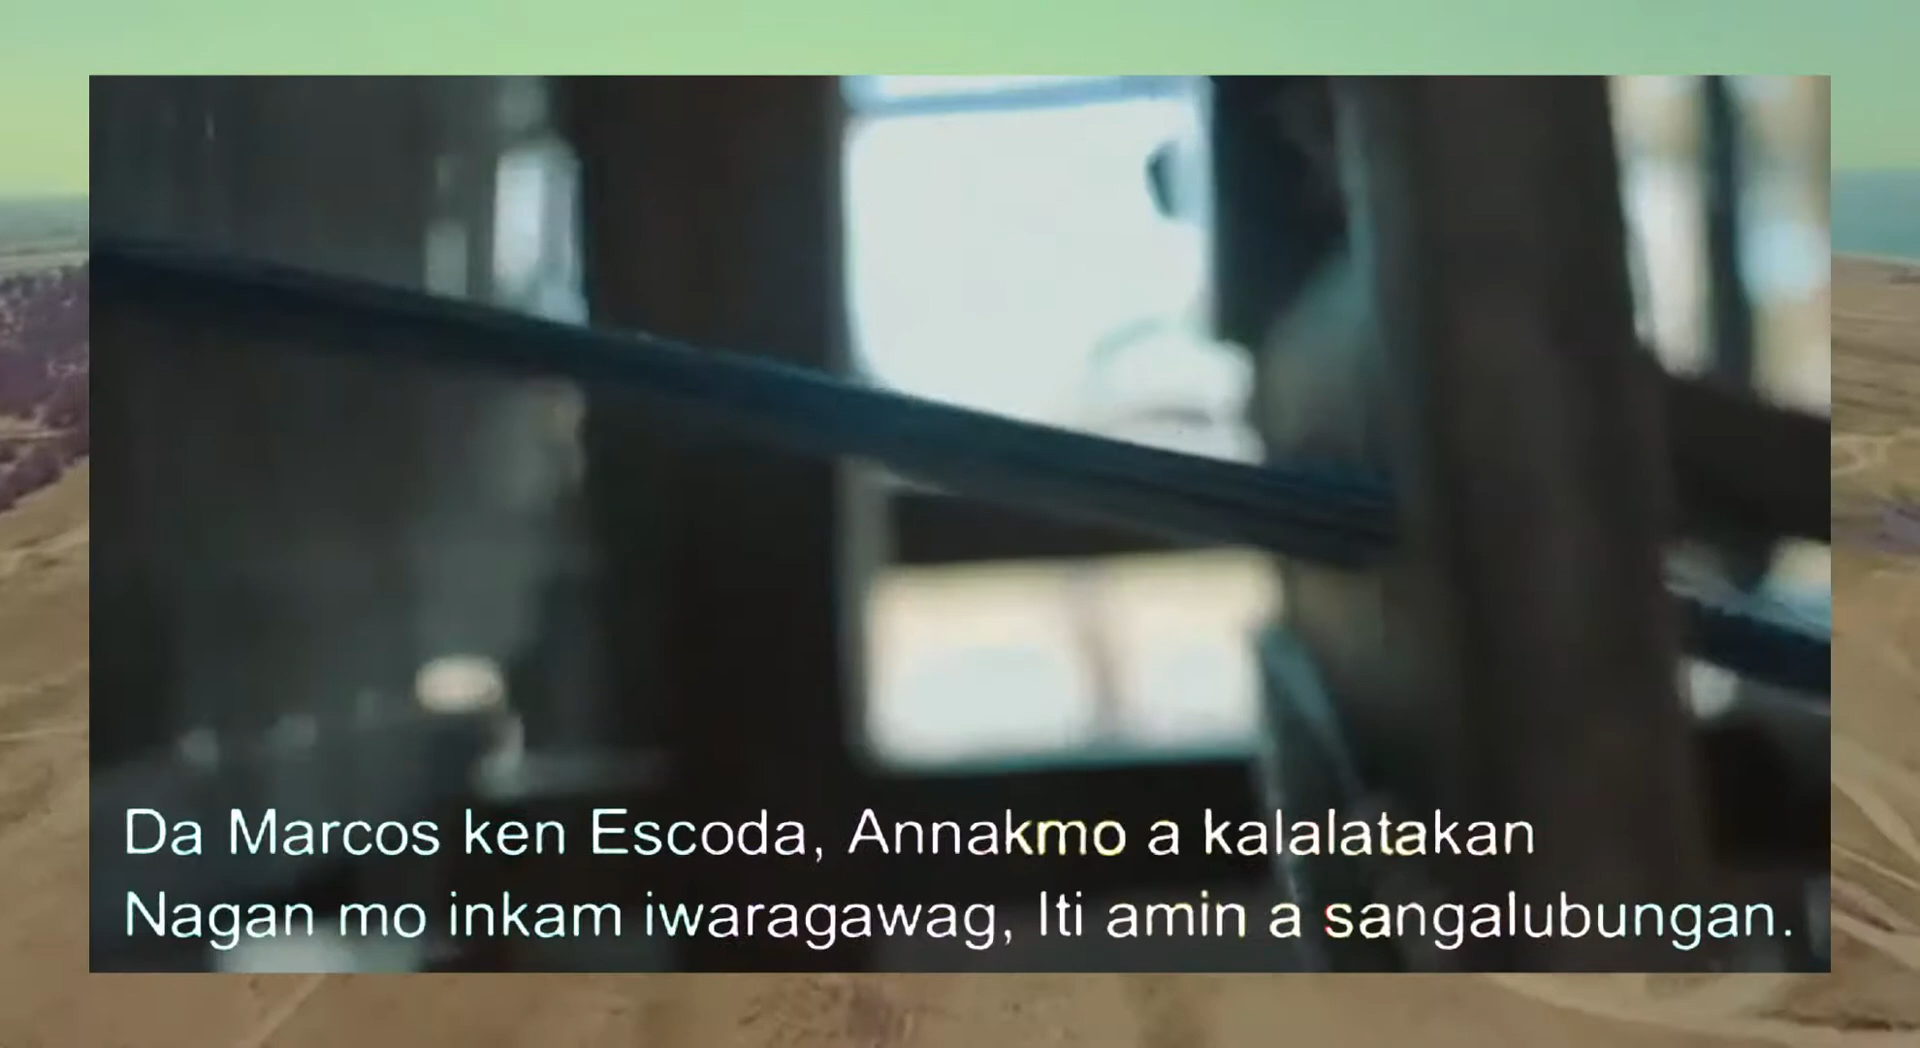 Da Marcos ken Escoda, Annakmo a kalalatakan
Nagan mo inkam iwaragawag, Iti amin a sangalubungan.